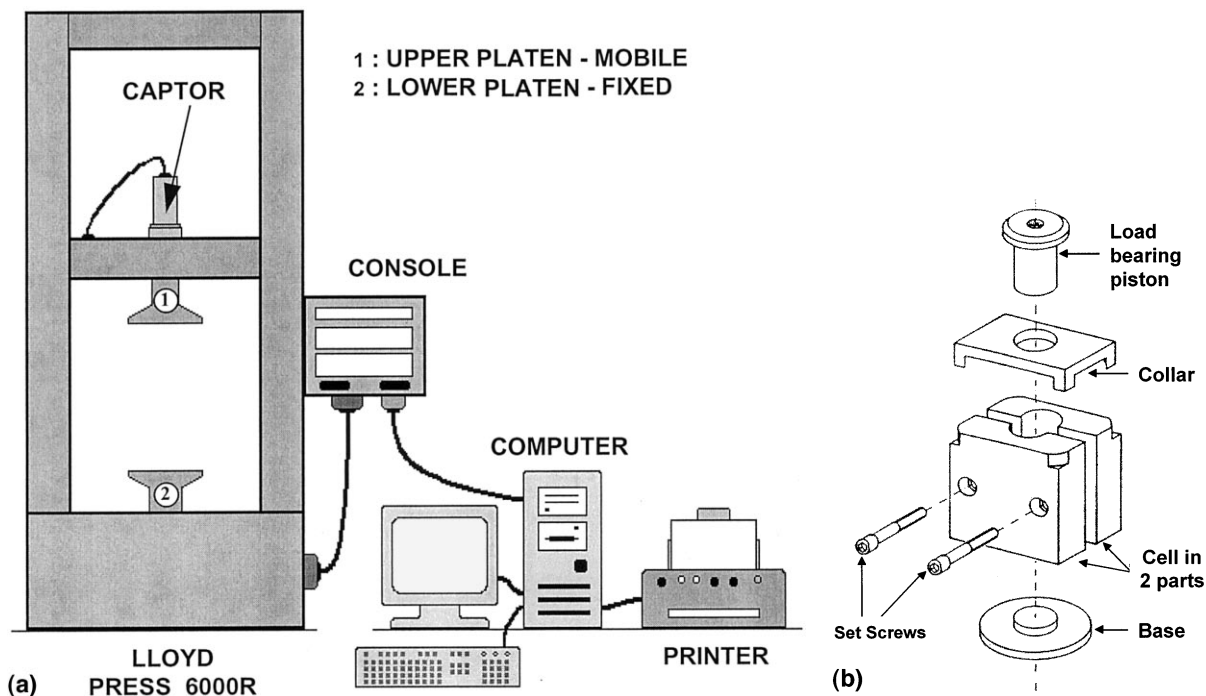 1 : UPPER PLATEN - MOBILE
2 : LOWER PLATEN - FIXED
CAPTOR
CONSOLE
1
2
COMPUTER
LLOYD
PRESS 6000R
PRINTER
(a)
Load
bearing
piston
Collar
Cell in
2 parts
Set Screws
Base
(b)